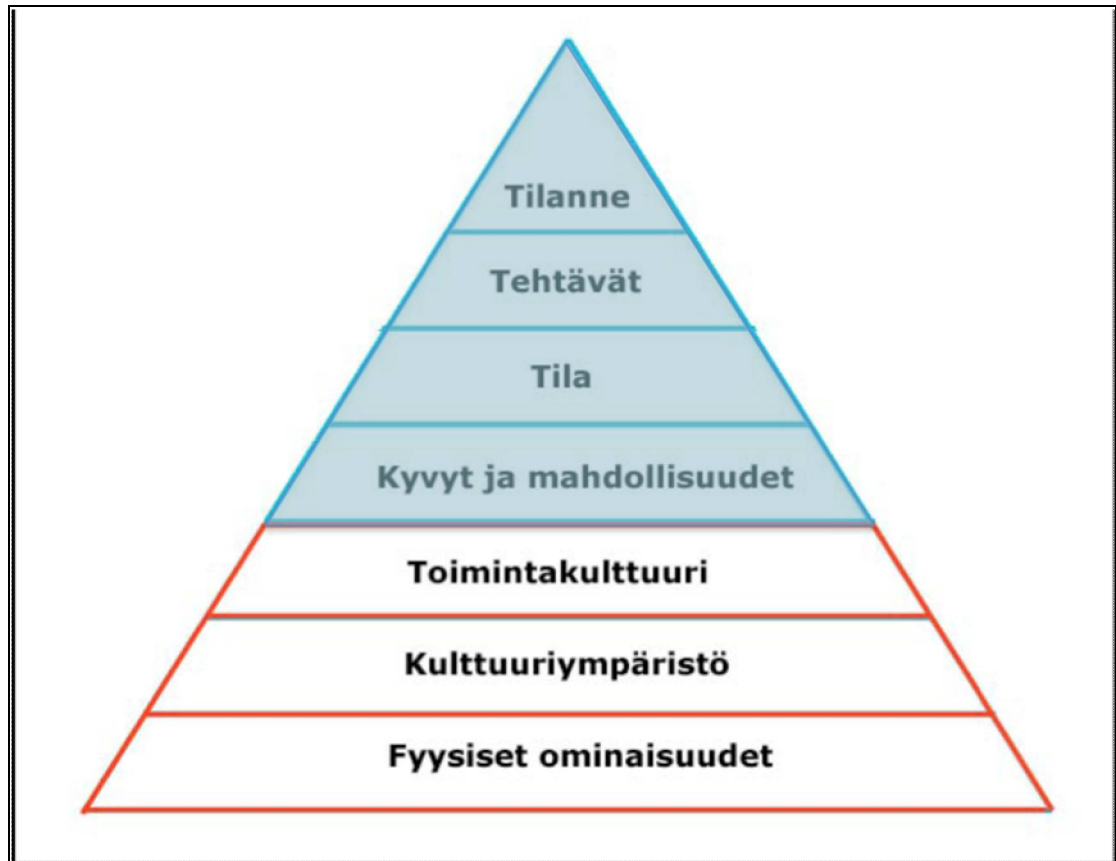 Tilanne
Tehtävät
Tila
Kyvyt ja mahdollisuudet
Toimintakulttuuri
Kulttuuriympäristö
Fyysiset ominaisuudet